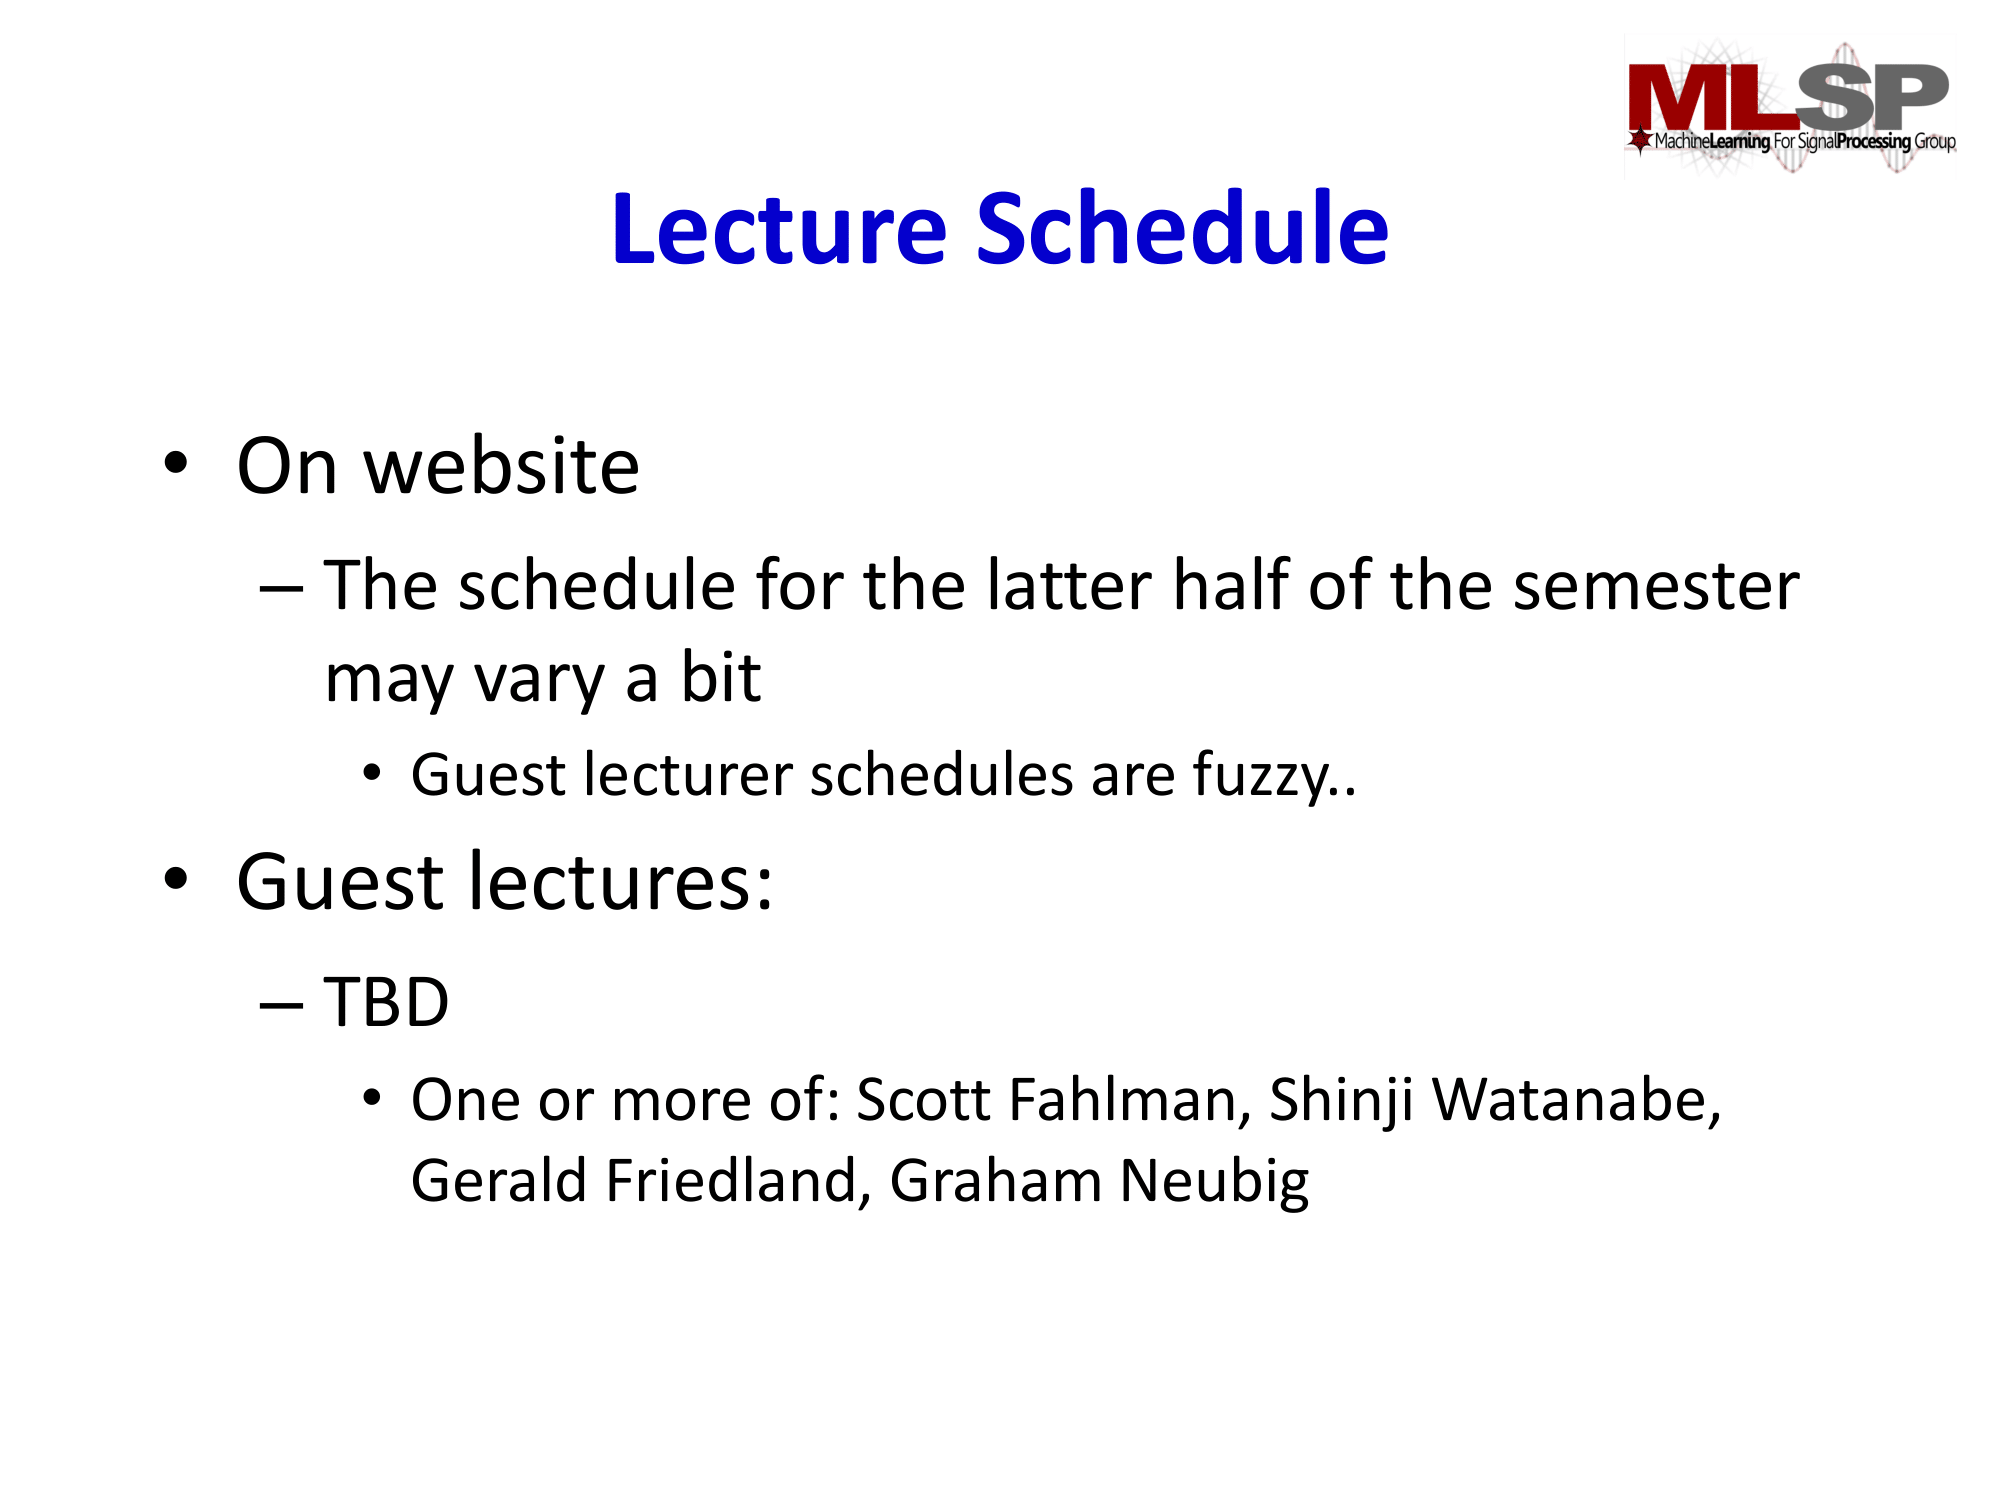 MLSP
MachineLearning For SignalProcessing Group
Lecture Schedule
• On website
– The schedule for the latter half of the semester
may vary a bit
• Guest lecturer schedules are fuzzy..
• Guest lectures:
– TBD
• One or more of: Scott Fahlman, Shinji Watanabe,
Gerald Friedland, Graham Neubig